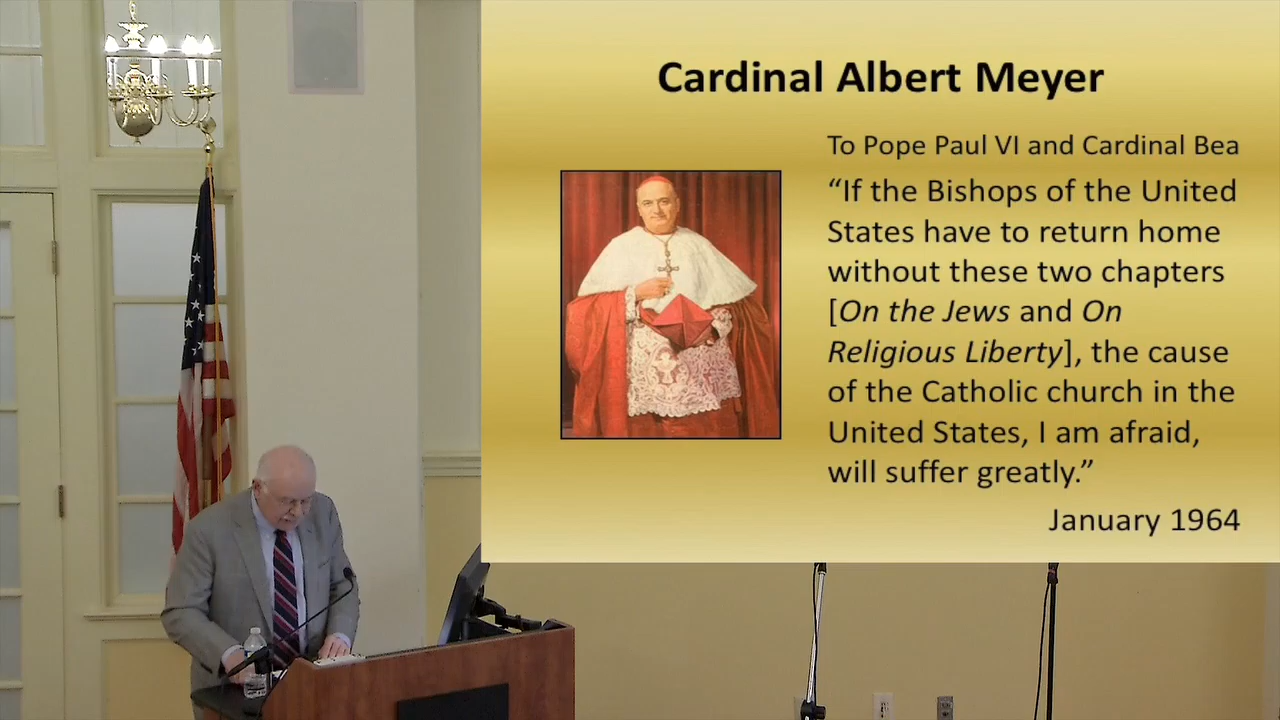 Cardinal Albert Meyer
To Pope Paul VI and Cardinal Bea
“If the Bishops of the United
States have to return home
without these two chapters
[On the Jews and On
Religious Liberty], the cause
of the Catholic church in the
United States, I am afraid,
will suffer greatly.”
January 1964